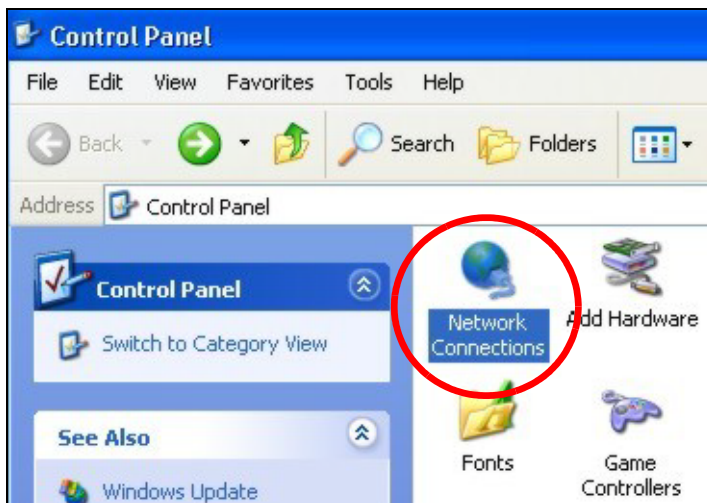 Control Panel
File Edit View Favorites Tools Help
Back Search Folders
Address Control Panel
Control Panel
Switch to Category View
See Also
Windows Update
Network
Connections
Add Hardware
Fonts
Game
Controllers